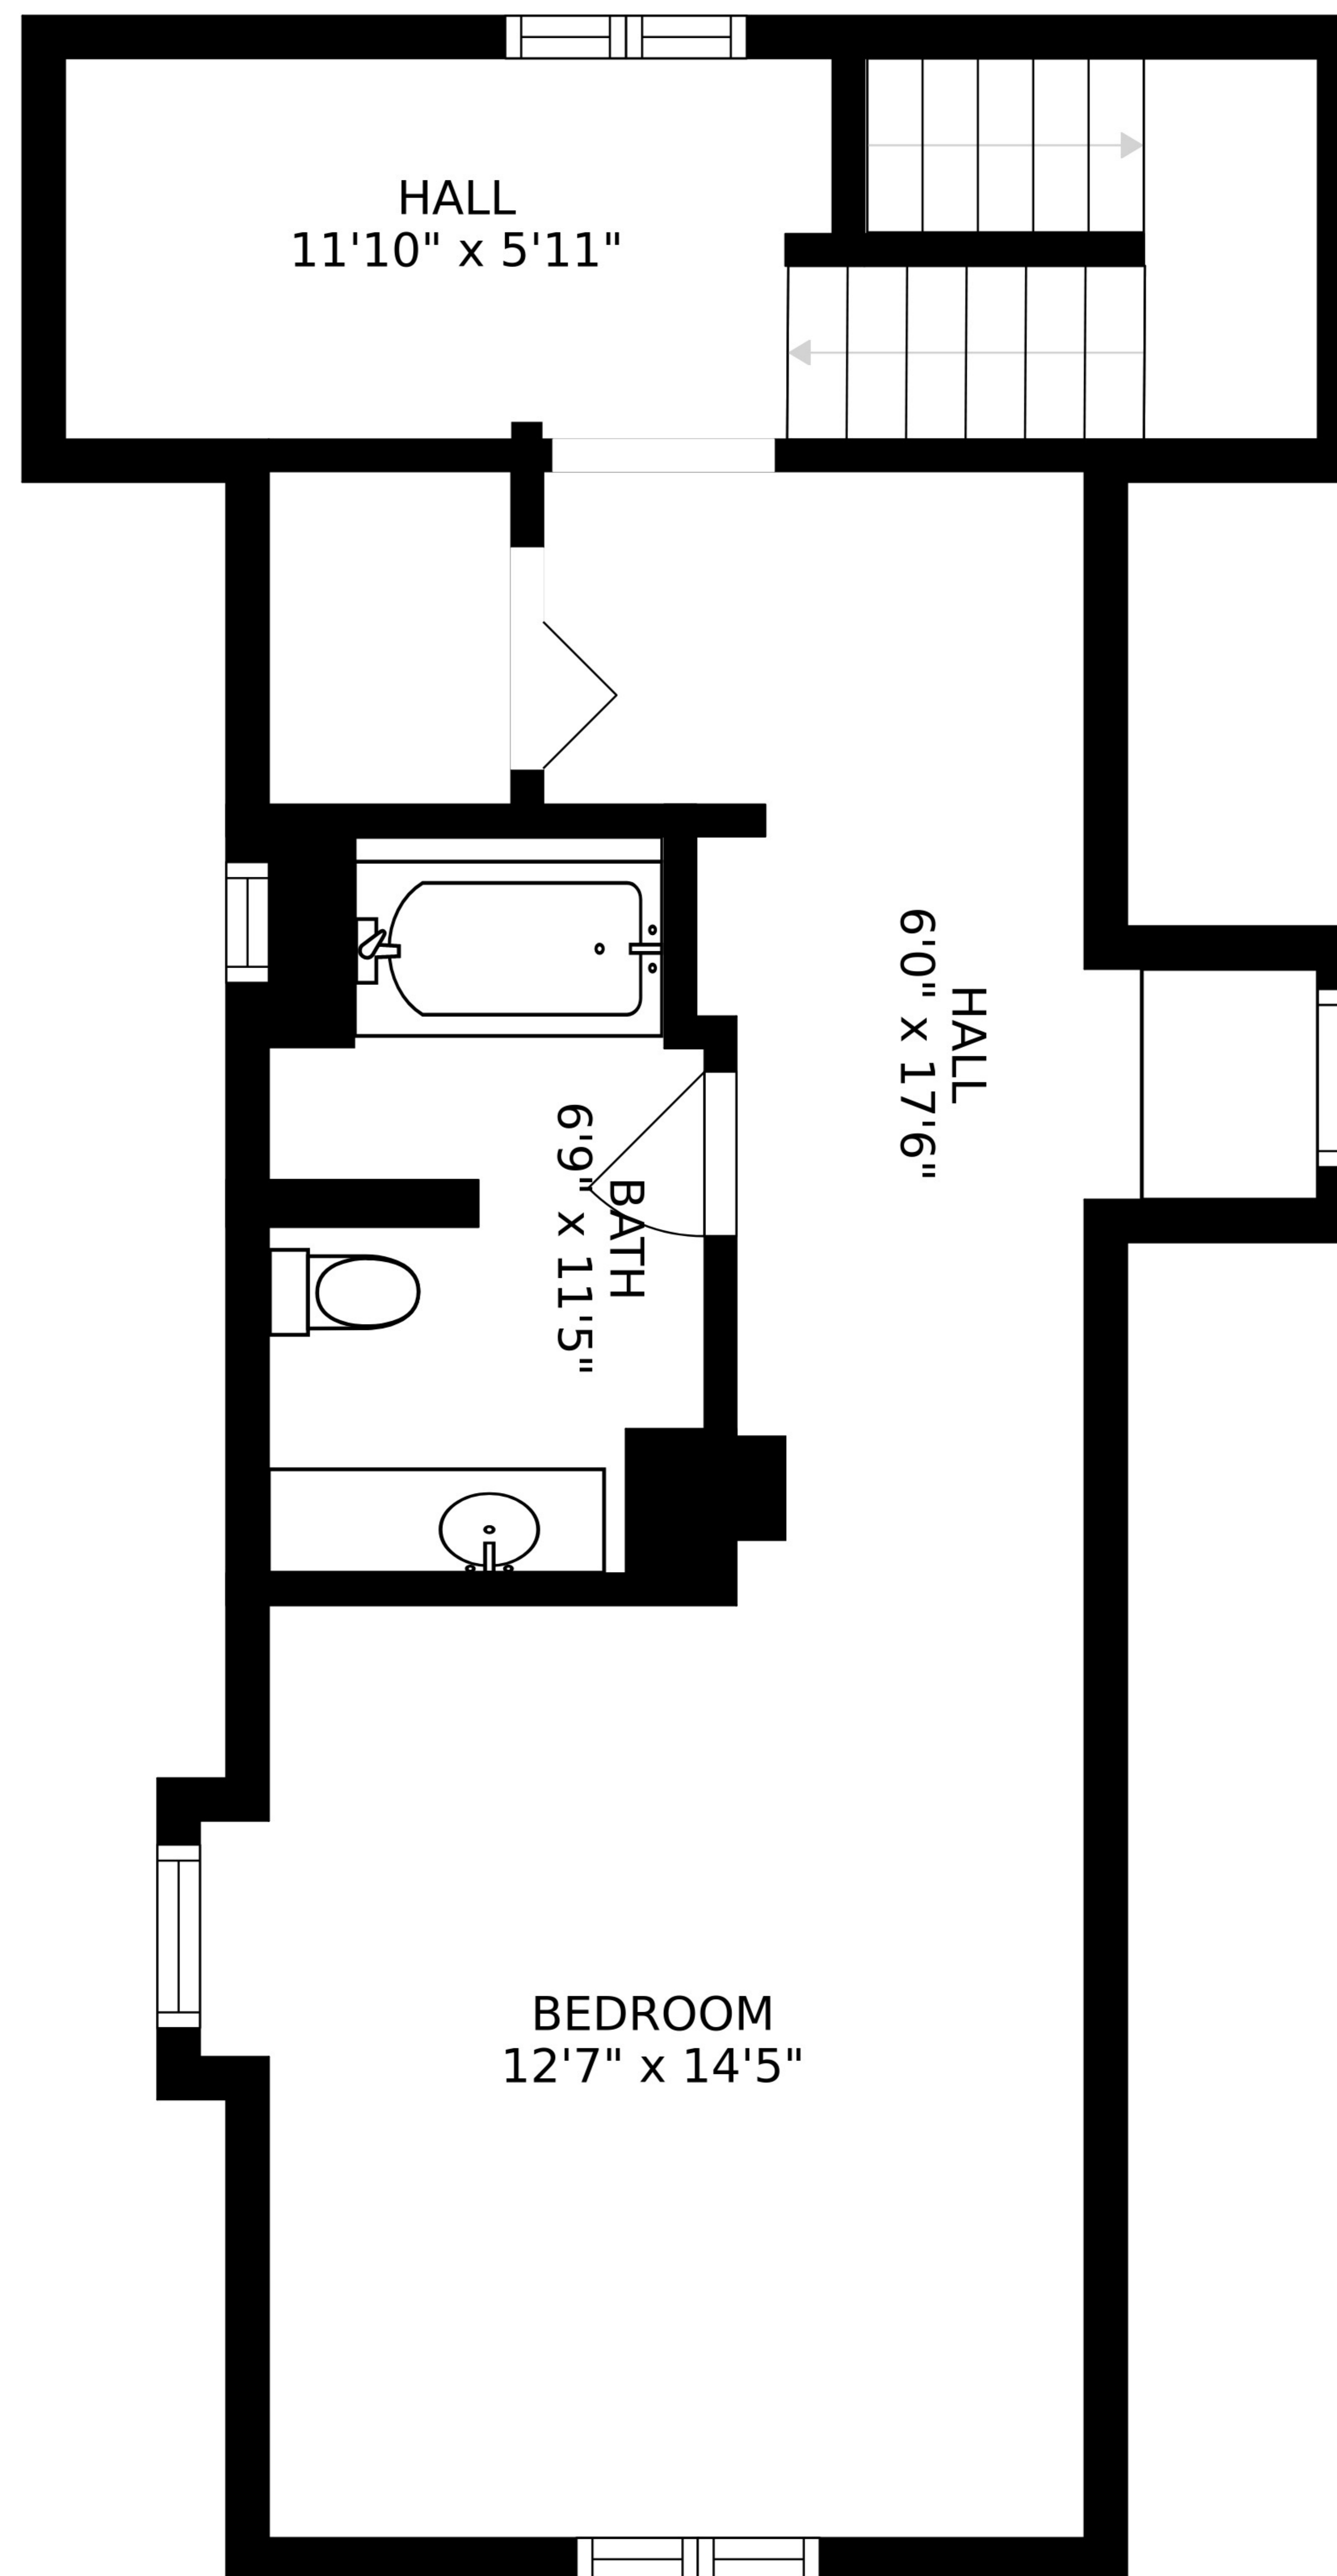 HALL
11'10" x 5'11"
HALL
6'0" x 17'6"
BATH
6'9" x 11'5"
BEDROOM
12'7" x 14'5"